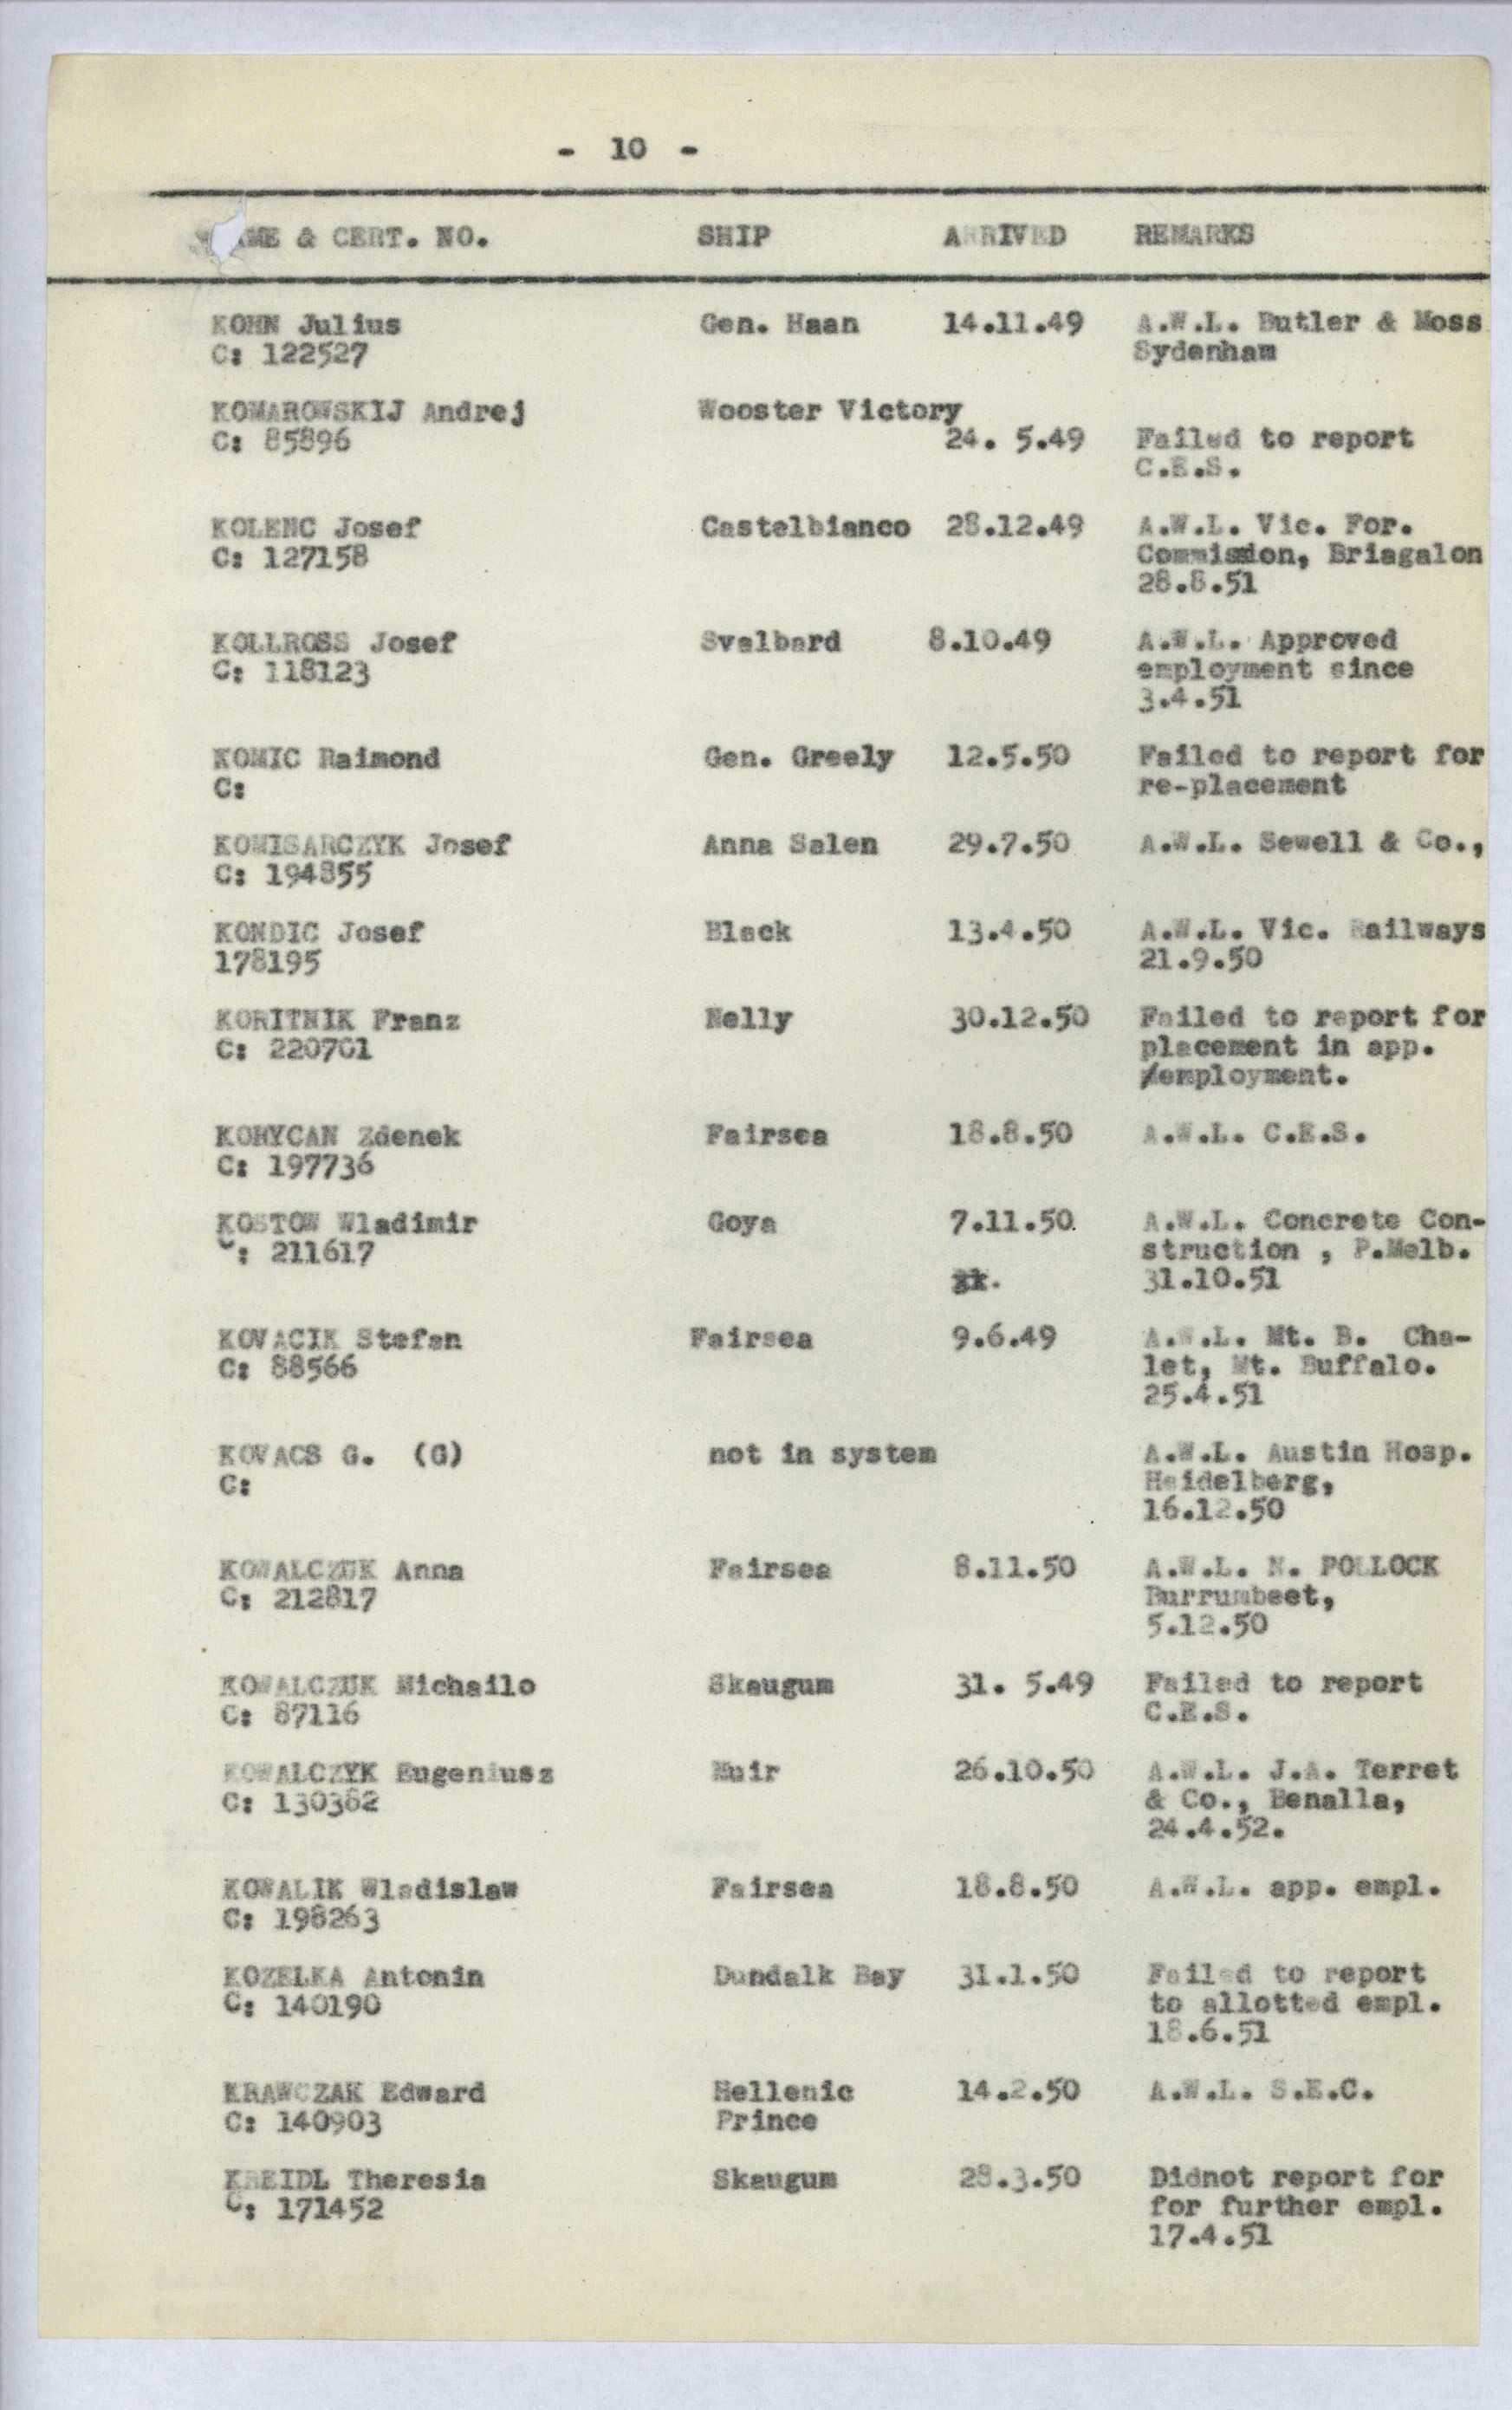 - 10 -
NAME & CERT. NO. SHIP ARRIVED REMARKS
KOHN Julius Gen. Haan 14.11.49 A.W.L. Butler & Moss
C: 122527 Sydenham
KOMAROWSKIJ Andrej Wooster Victory
C: 85896 24. 5.49 Failed to report
C.E.S.
KOLENC Josef Castelbianco 28.12.49 A.W.L. Vic. For.
C: 127158 Commission, Briagalon
28.8.51
KOLLROSS Josef Svalbard 8.10.49 A.W.L. Approved
C: 118123 employment since
3.4.51
KOMIC Raimond Gen. Greely 12.5.50 Failed to report for
C: re-placement
KOMISARCZYK Josef Anna Salen 29.7.50 A.W.L. Sewell & Co.,
C: 194855
KONDIC Josef Black 13.4.50 A.W.L. Vic. Railways
178195 21.9.50
KORITNIK Franz Nelly 30.12.50 Failed to report for
C: 220701 placement in app.
/employment.
KORYCAN Zdenek Fairsea 18.8.50 A.W.L. C.E.S.
C: 197736
KOSTOW Wladimir Goya 7.11.50. A.W.L. Concrete Con-
C: 211617 struction , P.Melb.
31.10.51
KOVACIK Stefan Fairsea 9.6.49 A.W.L. Mt. B. Cha-
C: 88566 let, Mt. Buffalo.
25.4.51
KOVACS G. (G) not in system A.W.L. Austin Hosp.
C: Heidelberg,
16.12.50
KOWALCZUK Anna Fairsea 8.11.50 A.W.L. N. POLLOCK
C: 212817 Burrumbeet,
5.12.50
KOWALCZUK Michailo Skaugum 31. 5.49 Failed to report
C: 87116 C.E.S.
KOWALCZYK Eugeniusz Muir 26.10.50 A.W.L. J.A. Terret
C: 130382 & Co., Benalla,
24.4.52.
KOWALIK Wladislaw Fairsea 18.8.50 A.W.L. app. empl.
C: 198263
KOZELKA Antonin Dundalk Bay 31.1.50 Failed to report
C: 140190 to allotted empl.
18.6.51
KRAWCZAK Edward Hellenic 14.2.50 A.W.L. S.E.C.
C: 140903 Prince
KREIDL Theresia Skaugum 28.3.50 Didnot report for
C: 171452 for further empl.
17.4.51